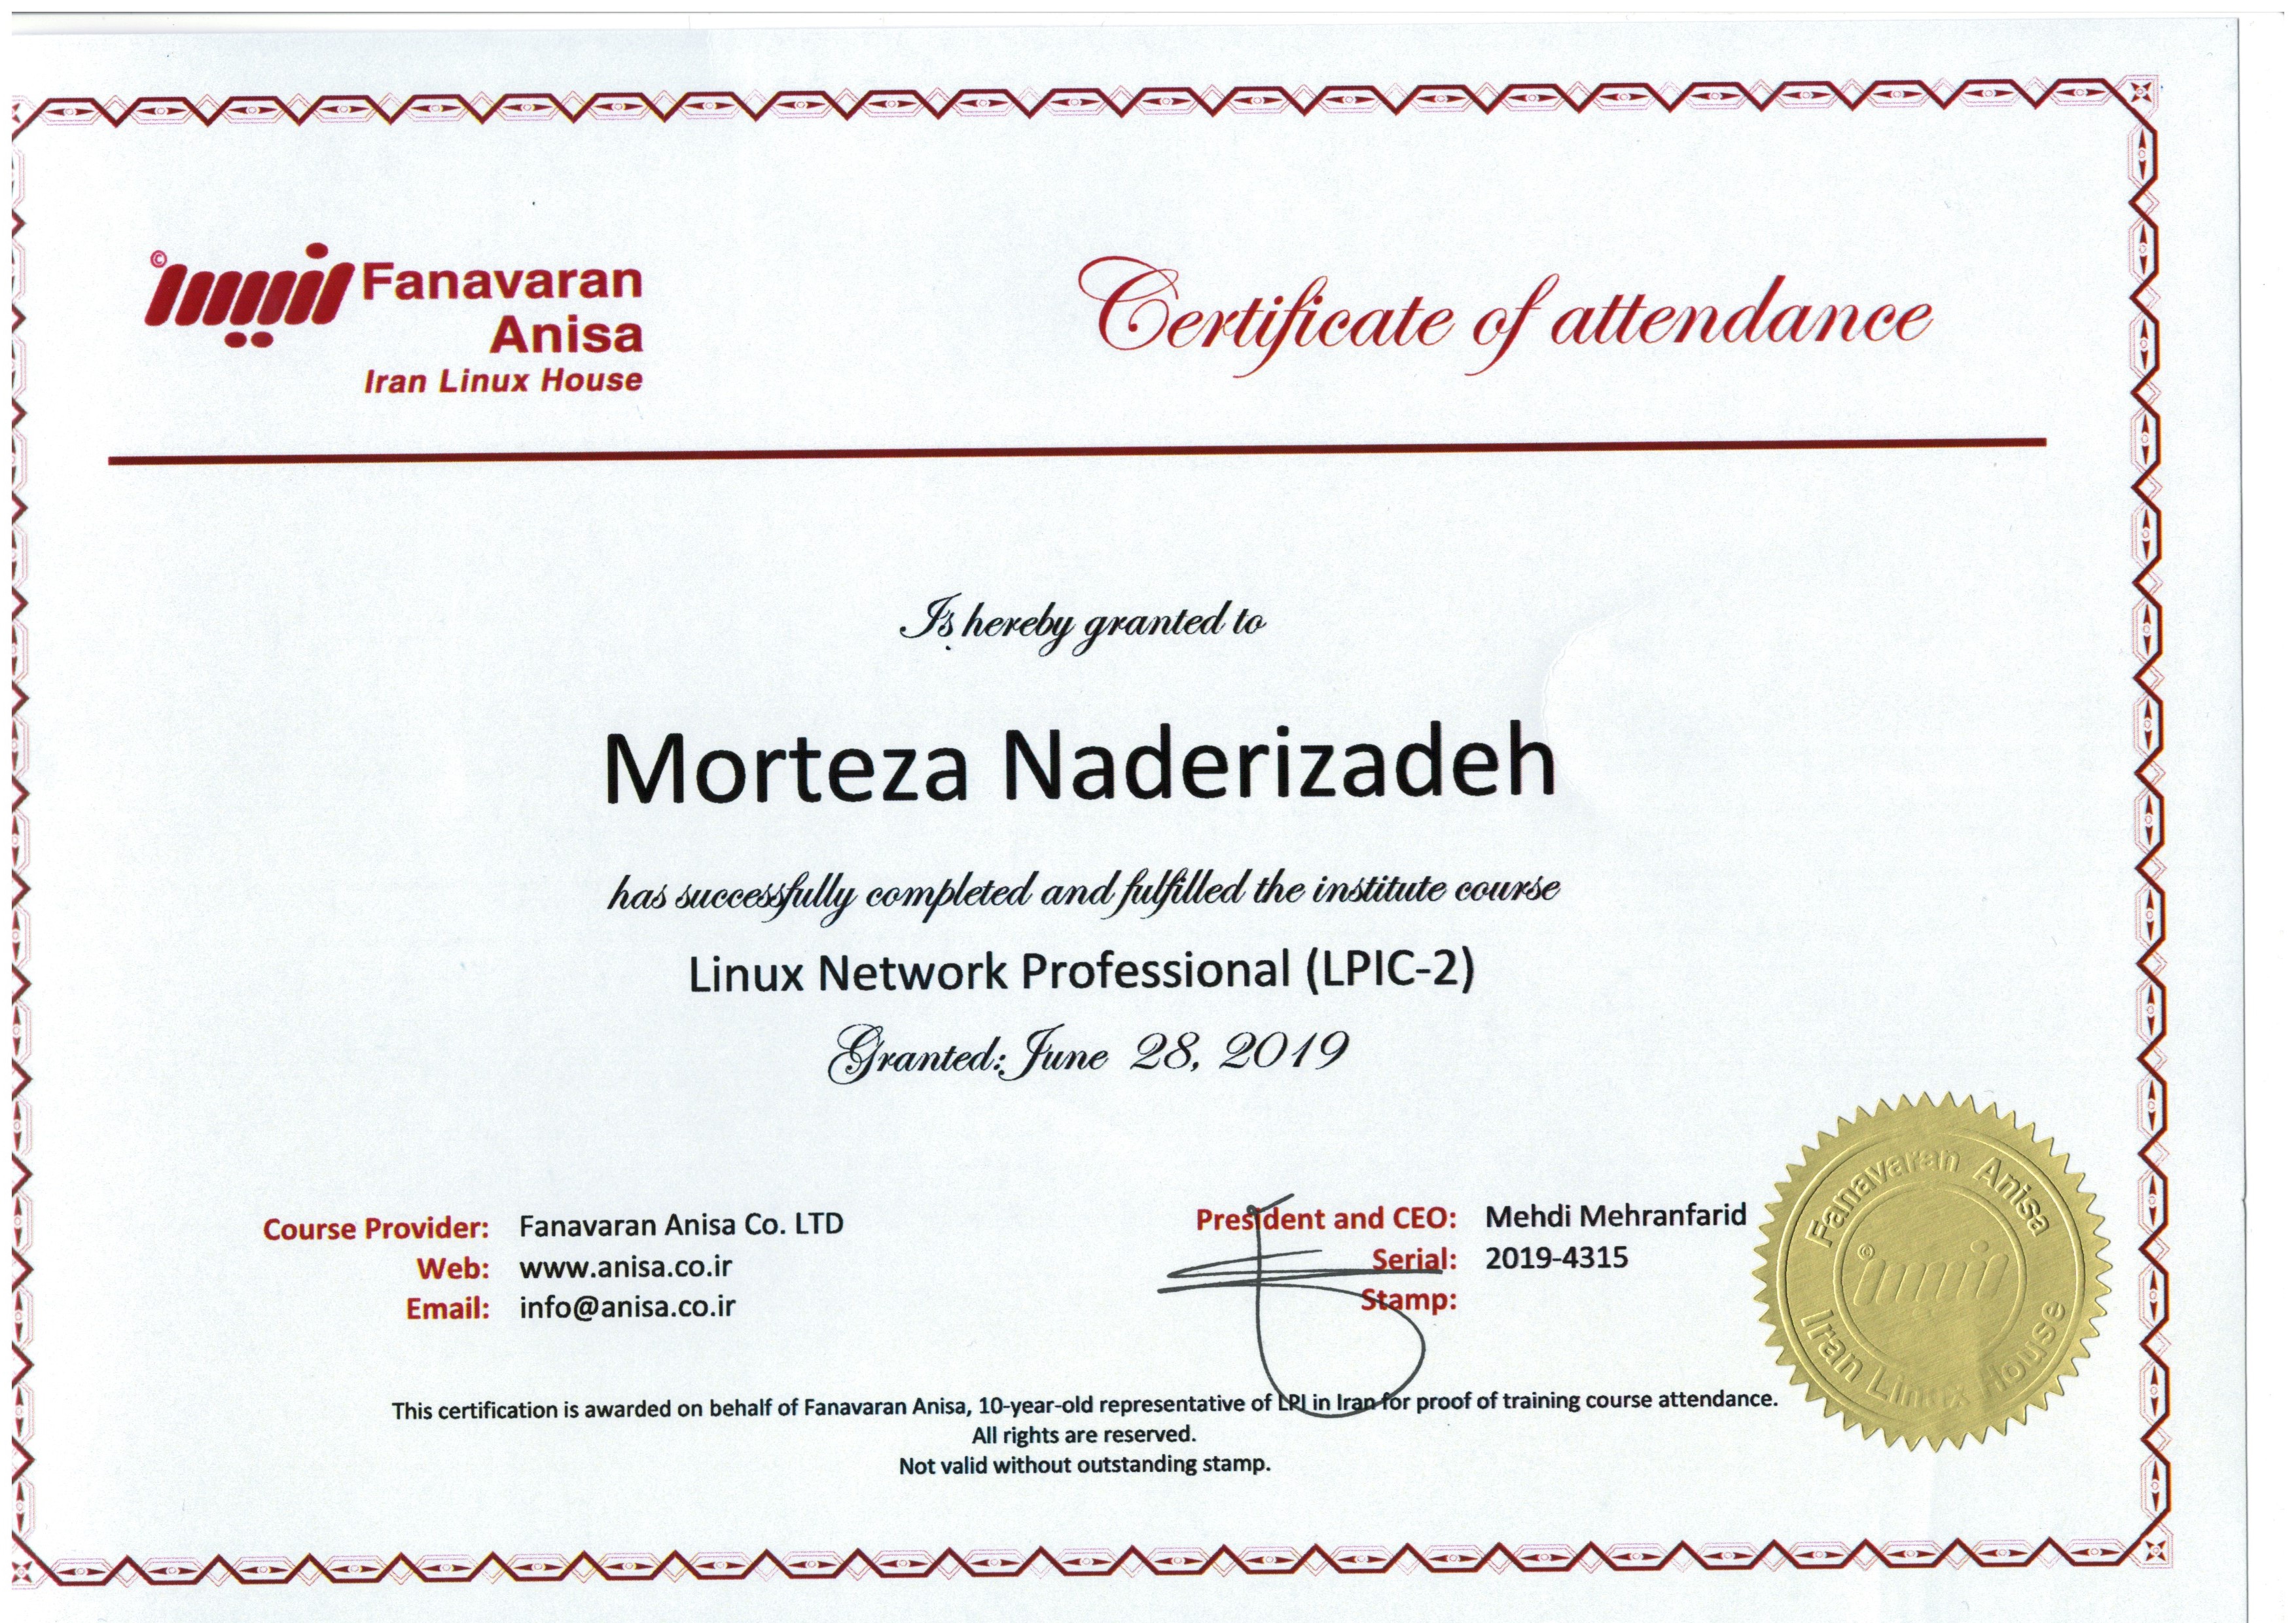 انیسا
©
Fanavaran
Anisa
Iran Linux House
Certificate of attendance
Is hereby granted to
Morteza Naderizadeh
has successfully completed and fulfilled the institute course
Linux Network Professional (LPIC-2)
Granted: June 28, 2019
Course Provider: Fanavaran Anisa Co. LTD
Web: www.anisa.co.ir
Email: info@anisa.co.ir
President and CEO: Mehdi Mehranfarid
Serial: 2019-4315
Stamp:
Fanavaran Anisa
©
انیسا
Iran Linux House
This certification is awarded on behalf of Fanavaran Anisa, 10-year-old representative of LPI in Iran for proof of training course attendance.
All rights are reserved.
Not valid without outstanding stamp.